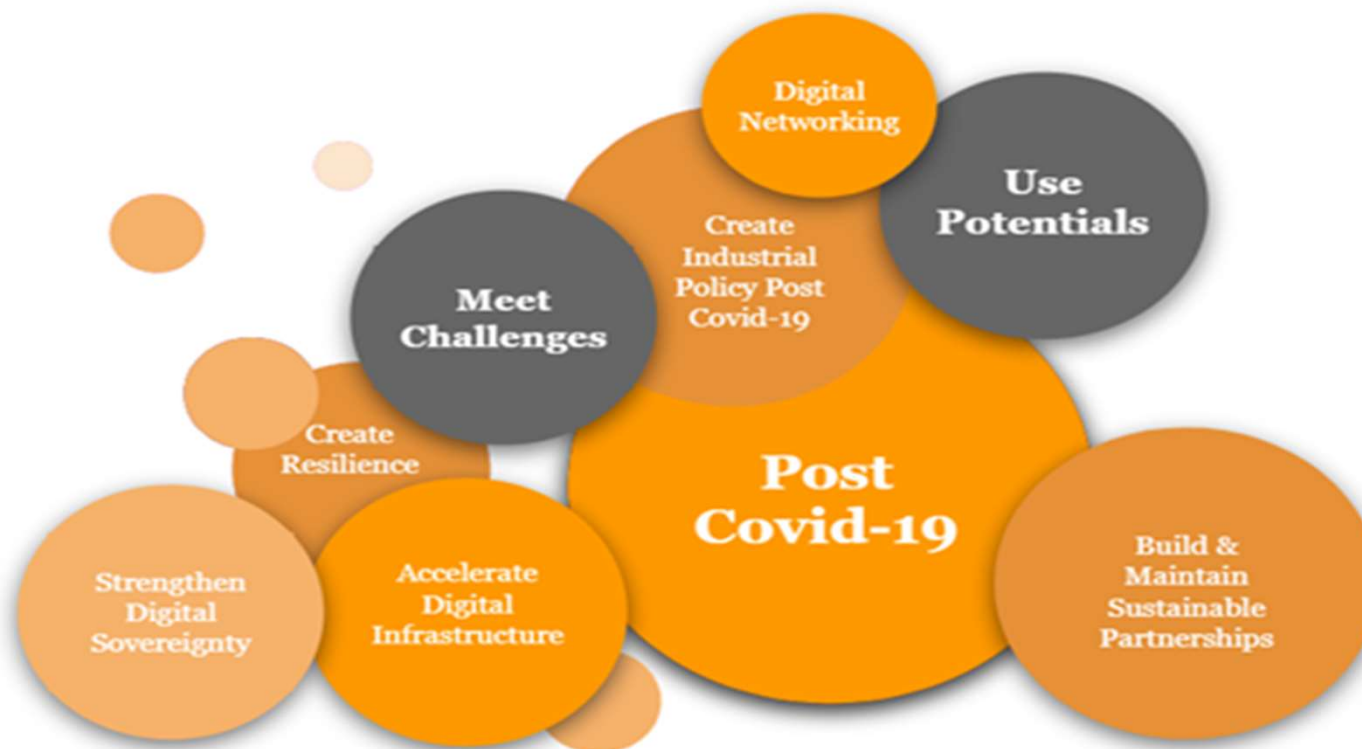 Digital
Networking
Use
Potentials
Create
Industrial
Policy Post
Covid-19
Meet
Challenges
Create
Resilience
Post
Covid-19
Build &
Maintain
Sustainable
Partnerships
Strengthen
Digital
Sovereignty
Accelerate
Digital
Infrastructure